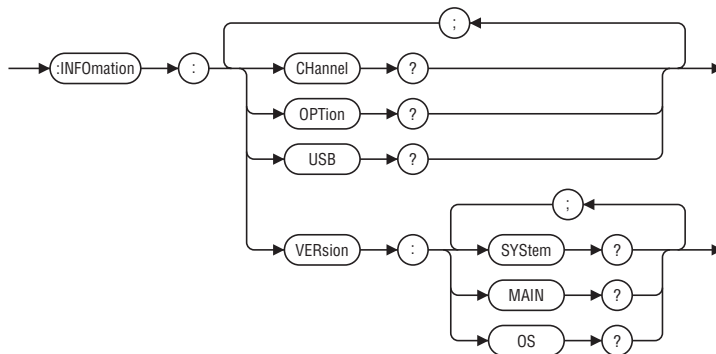 ;
:INFOmation : CHannel ?
OPTion ?
USB ?
;
VERsion : SYStem ?
MAIN ?
OS ?